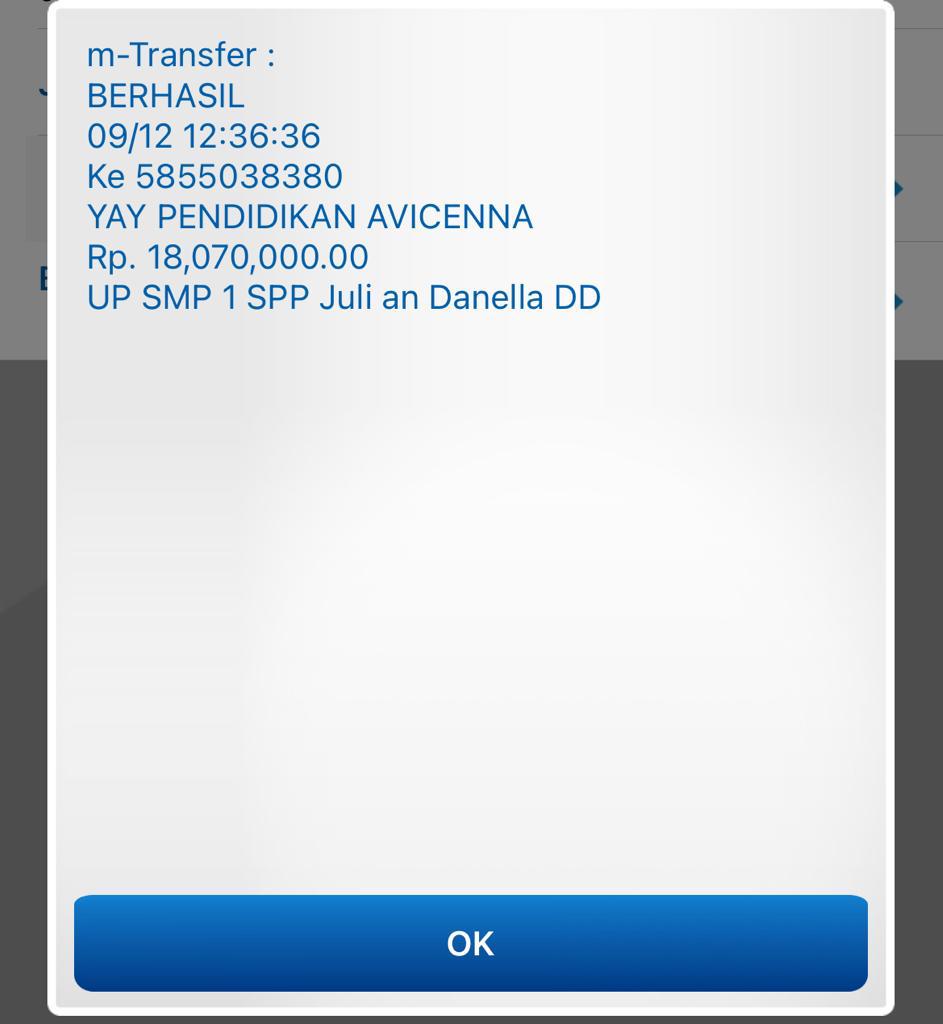 m-Transfer :
BERHASIL
09/12 12:36:36
Ke 5855038380
YAY PENDIDIKAN AVICENNA
Rp. 18,070,000.00
UP SMP 1 SPP Juli an Danella DD
OK